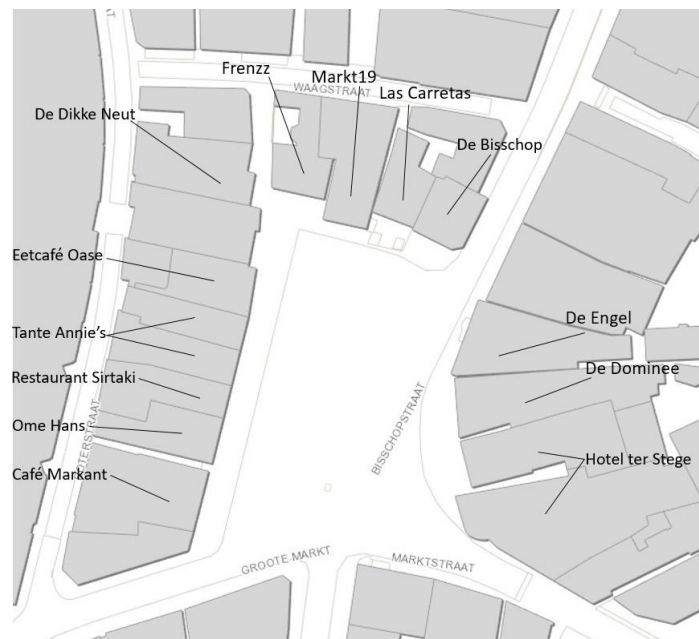 Frenzz
Markt19
WAAGSTRAAT
Las Carretas
De Dikke Neut
De Bisschop
Eetcafé Oase
Tante Annie's
De Engel
Restaurant Sirtaki
De Dominee
BISSCHOPSTRAAT
Ome Hans
OTERSTRAAT
Hotel ter Stege
Café Markant
GROOTE MARKT
MARKTSTRAAT